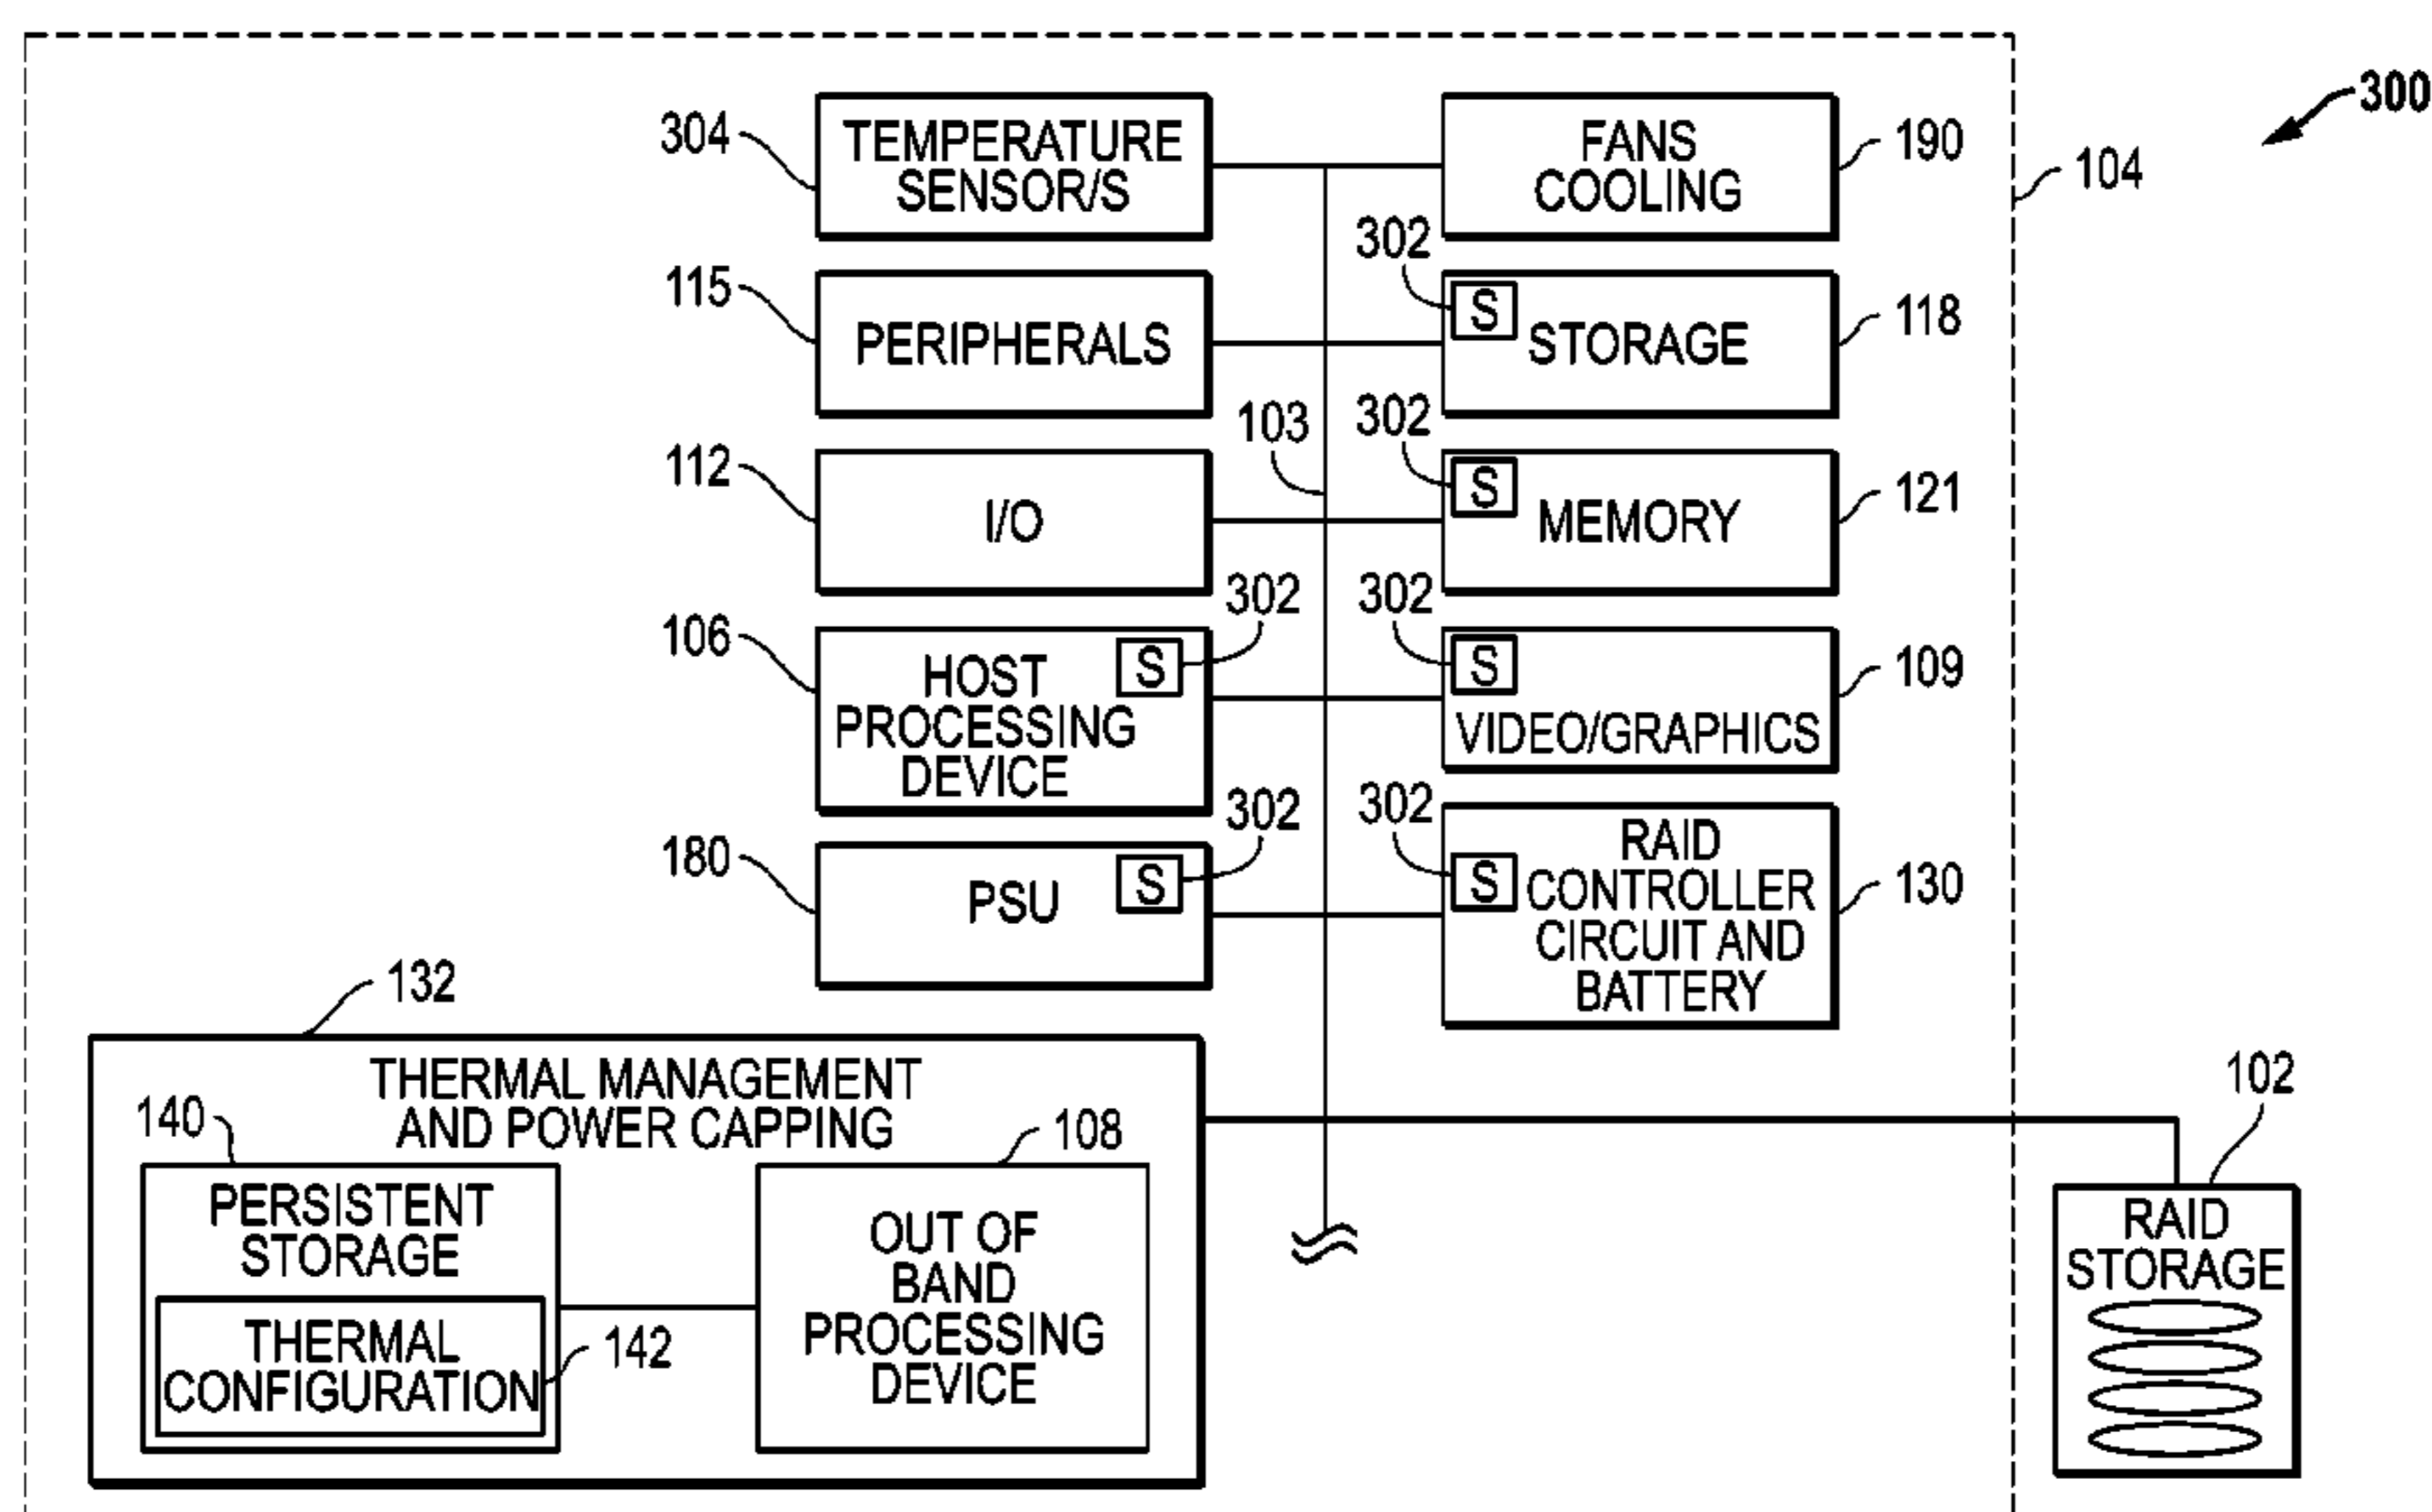 300
304
TEMPERATURE
SENSOR/S
FANS
COOLING
190
104
302
115
PERIPHERALS
S
STORAGE
118
103
302
112
I/O
S
MEMORY
121
302
302
106
HOST
PROCESSING
DEVICE
S
S
VIDEO/GRAPHICS
109
302
302
180
PSU
S
S
RAID
CONTROLLER
CIRCUIT AND
BATTERY
130
132
THERMAL MANAGEMENT
AND POWER CAPPING
140
108
PERSISTENT
STORAGE
THERMAL
CONFIGURATION
142
OUT OF
BAND
PROCESSING
DEVICE
102
RAID
STORAGE